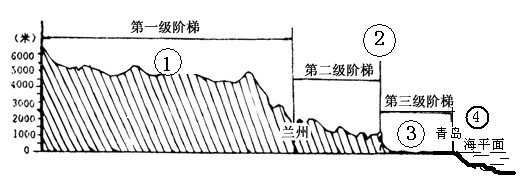 第一级阶梯
(米)
②
6000
①
第二级阶梯
5000
4000
第三级阶梯
3000
2000
④
1000
兰州
③
青岛
海平面
0